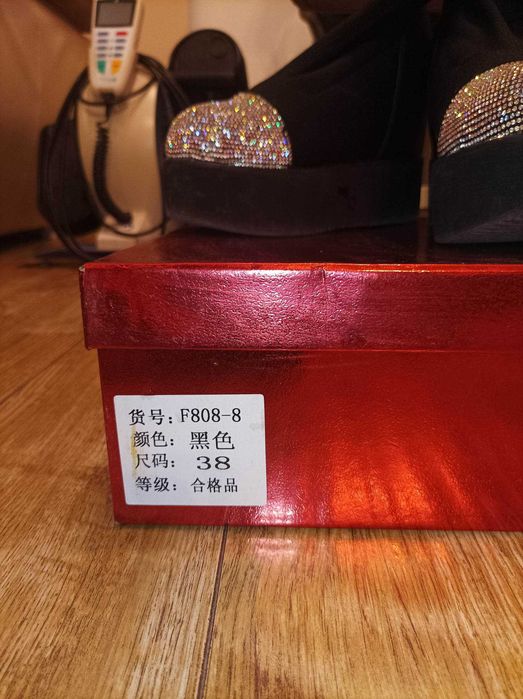 货号: F808-8
颜色: 黑色
尺码: 38
等级: 合格品